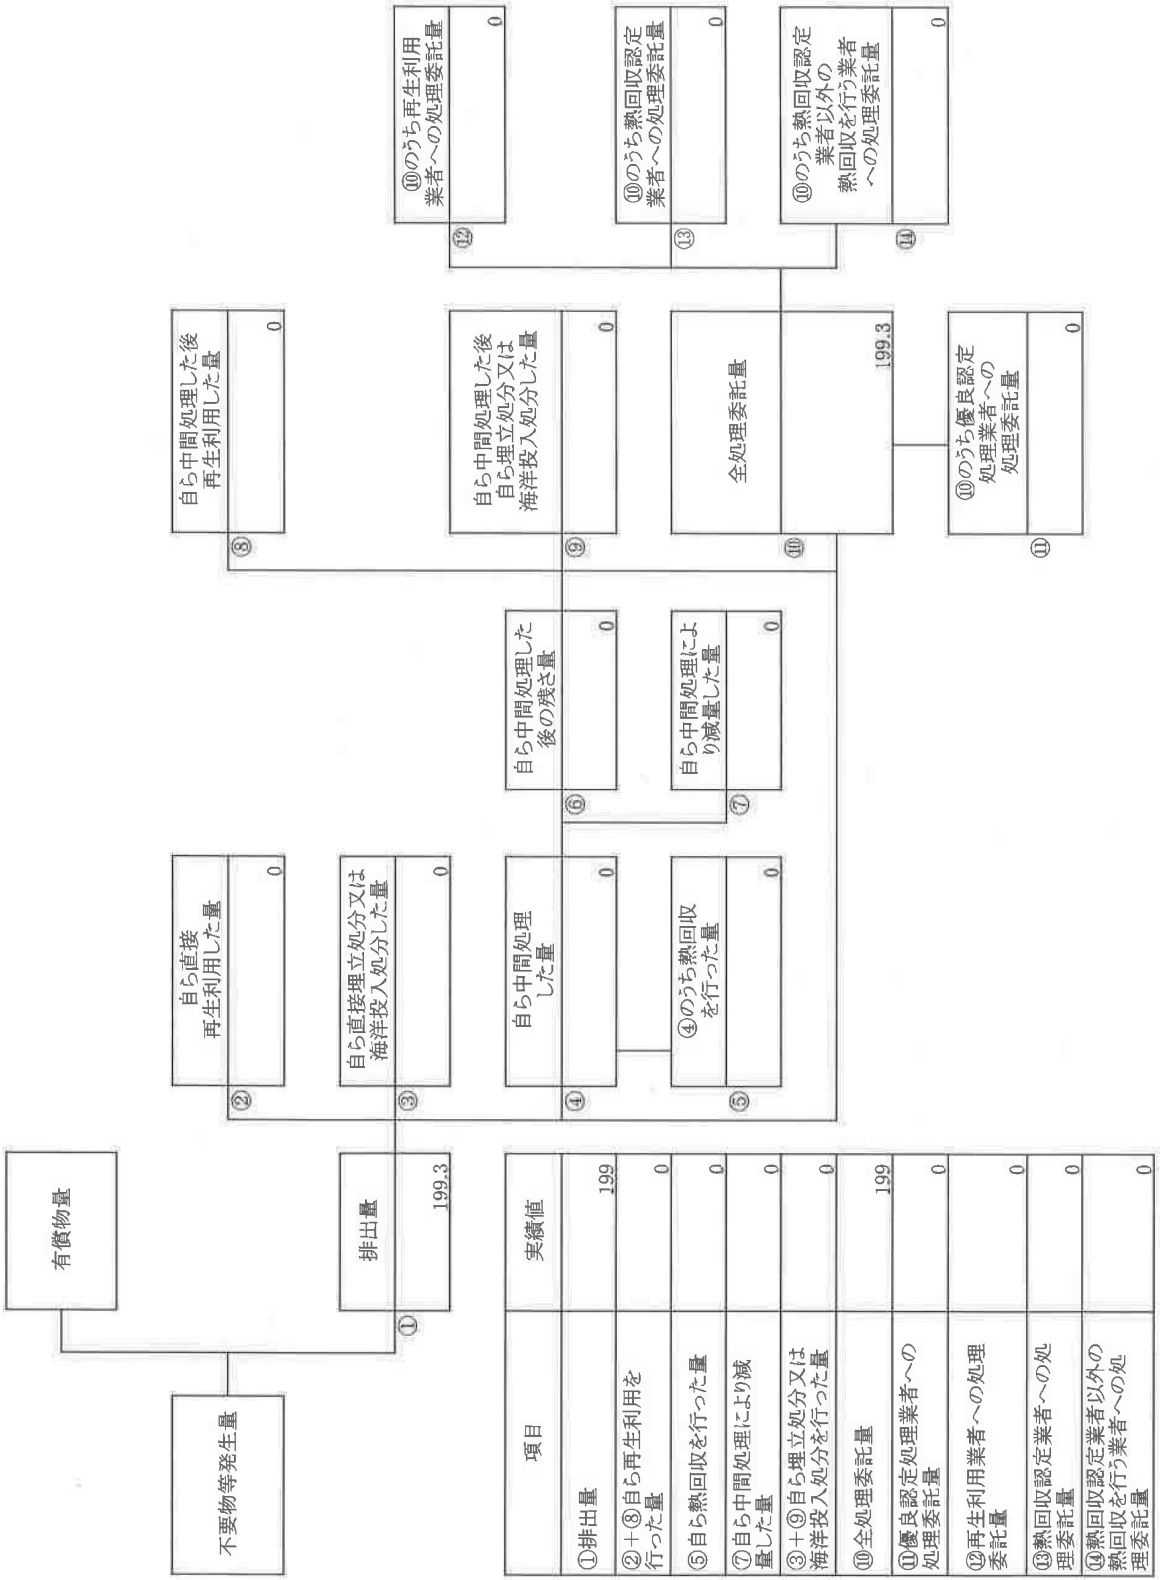 不要物等発生量
有償物量
①
排出量
199.3
②
自ら直接
再生利用した量
0
③
自ら直接埋立処分又は
海洋投入処分した量
0
④
自ら中間処理
した量
0
⑤
④のうち熱回収
を行った量
0
⑥
自ら中間処理した
後の残さ量
0
⑦
自ら中間処理によ
り減量した量
0
⑧
自ら中間処理した後
再生利用した量
0
⑨
自ら中間処理した後
自ら埋立処分又は
海洋投入処分した量
0
⑩
全処理委託量
199.3
⑪
⑩のうち優良認定
処理業者への
処理委託量
0
⑫
⑩のうち再生利用
業者への処理委託量
0
⑬
⑩のうち熱回収認定
業者への処理委託量
0
⑭
⑩のうち熱回収認定
業者以外の
熱回収を行う業者
への処理委託量
0
項目 実績値
①排出量 199
②+⑧自ら再生利用を
行った量 0
⑤自ら熱回収を行った量 0
⑦自ら中間処理により減
量した量 0
③+⑨自ら埋立処分又は
海洋投入処分を行った量 0
⑩全処理委託量 199
⑪優良認定処理業者への
処理委託量 0
⑫再生利用業者への処理
委託量 0
⑬熱回収認定業者への処
理委託量 0
⑭熱回収認定業者以外の
熱回収を行う業者への処
理委託量 0